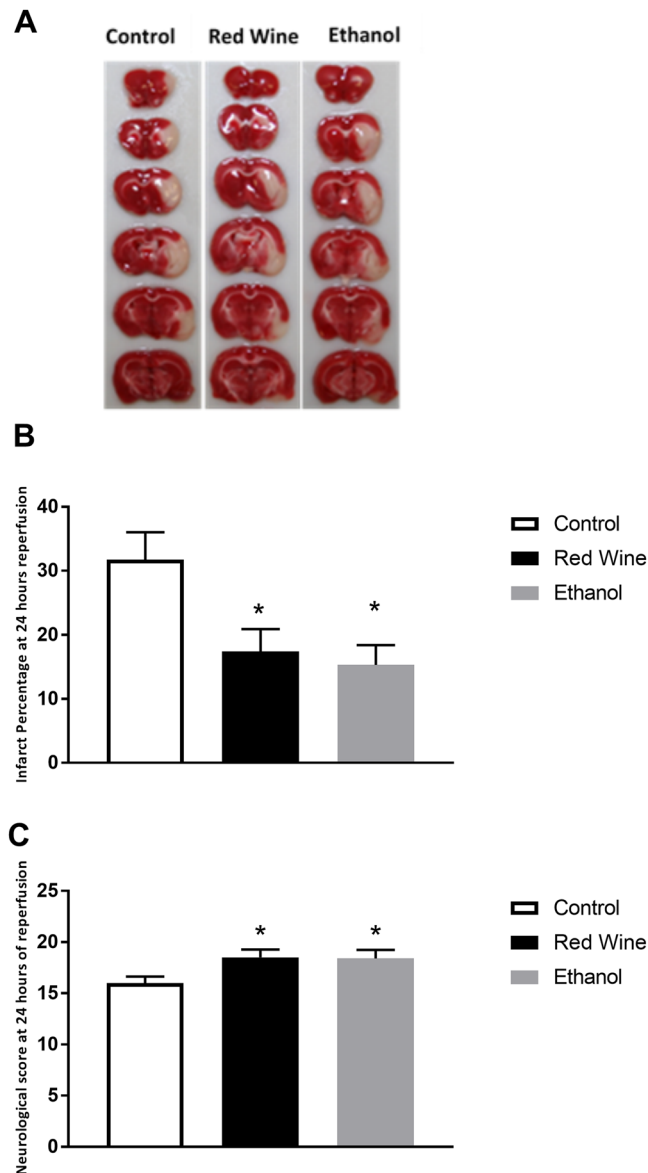 A
Control Red Wine Ethanol
B
Infarct Percentage at 24 hours reperfusion
40
30
20
10
0
* *
Control
Red Wine
Ethanol
C
Neurological score at 24 hours of reperfusion
25
20
15
10
5
0
* *
Control
Red Wine
Ethanol